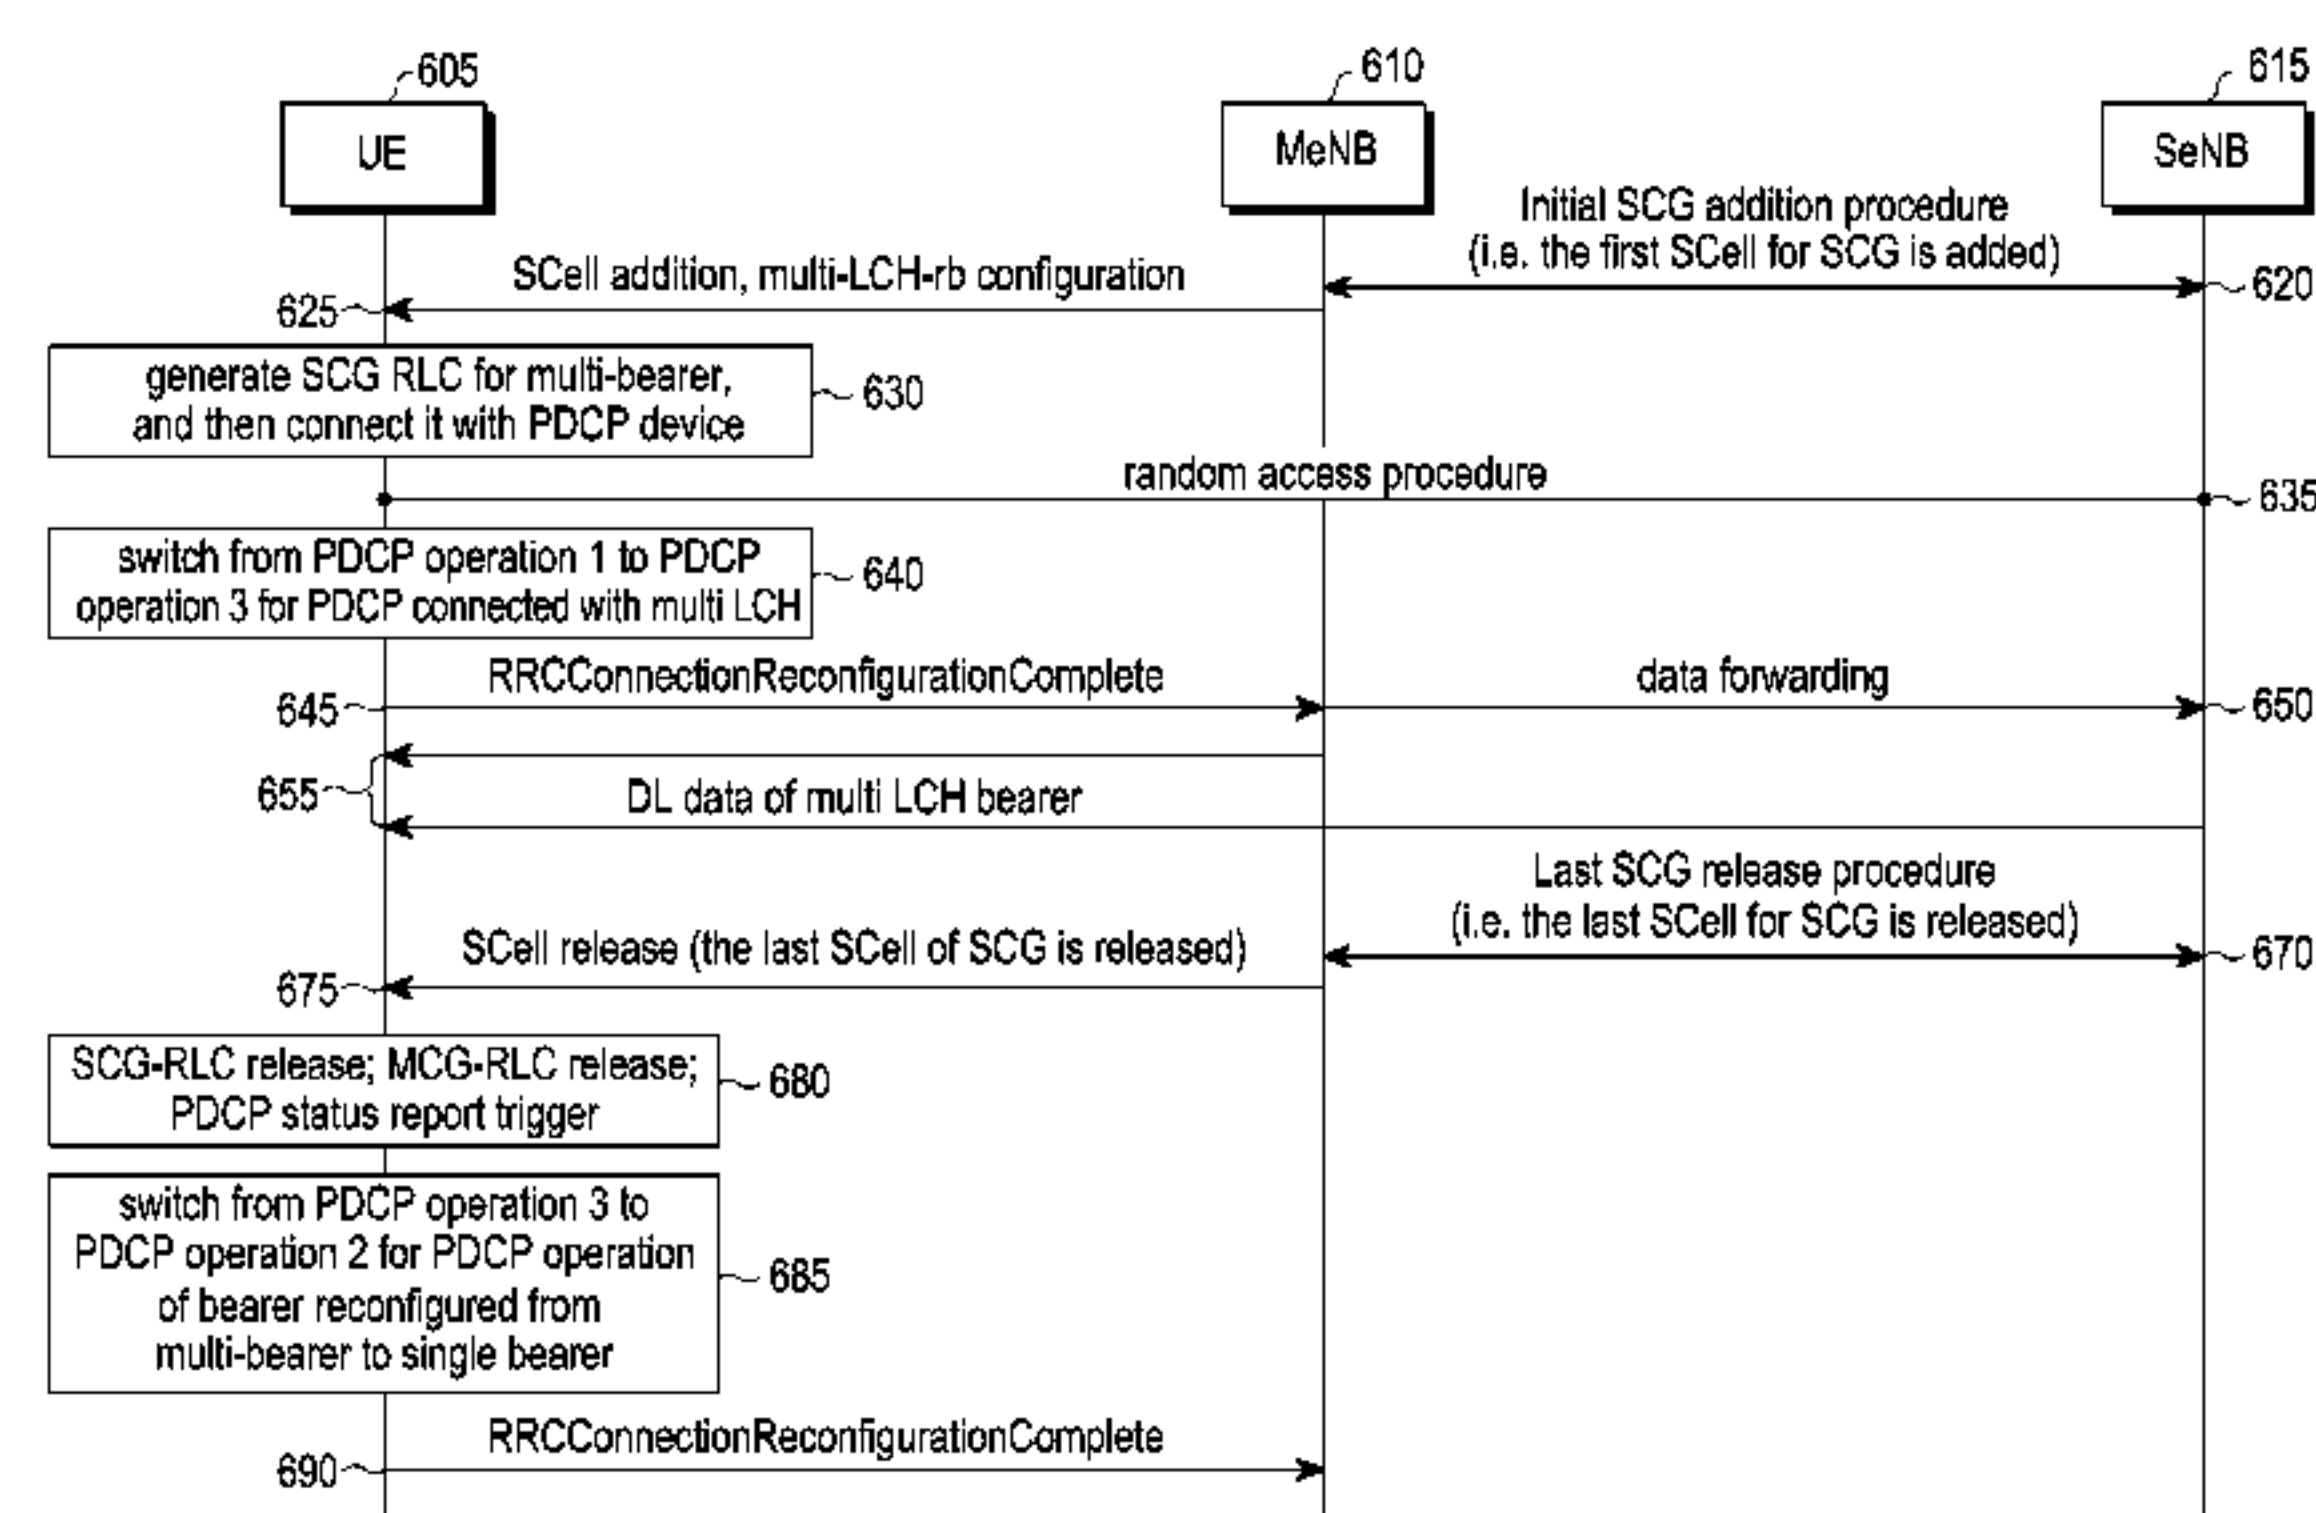 605
610
615
UE
MeNB
SeNB
Initial SCG addition procedure
(i.e. the first SCell for SCG is added)
SCell addition, multi-LCH-rb configuration
620
625
generate SCG RLC for multi-bearer,
and then connect it with PDCP device
630
random access procedure
635
switch from PDCP operation 1 to PDCP
operation 3 for PDCP connected with multi LCH
640
RRCConnectionReconfigurationComplete
data forwarding
645
650
655
DL data of multi LCH bearer
Last SCG release procedure
(i.e. the last SCell for SCG is released)
SCell release (the last SCell of SCG is released)
670
675
SCG-RLC release; MCG-RLC release;
PDCP status report trigger
680
switch from PDCP operation 3 to
PDCP operation 2 for PDCP operation
of bearer reconfigured from
multi-bearer to single bearer
685
RRCConnectionReconfigurationComplete
690